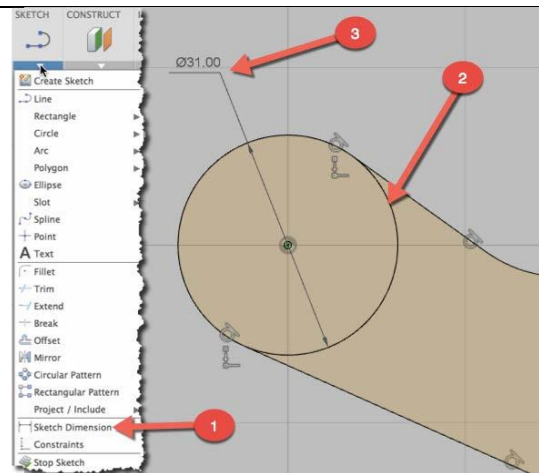 SKETCH CONSTRUCT
Create Sketch
Line
Rectangle
Circle
Arc
Polygon
Ellipse
Slot
Spline
Point
A Text
Fillet
Trim
Extend
Break
Offset
Mirror
Circular Pattern
Rectangular Pattern
Project / Include
Sketch Dimension
Constraints
Stop Sketch
1
Ø31.00
3
2